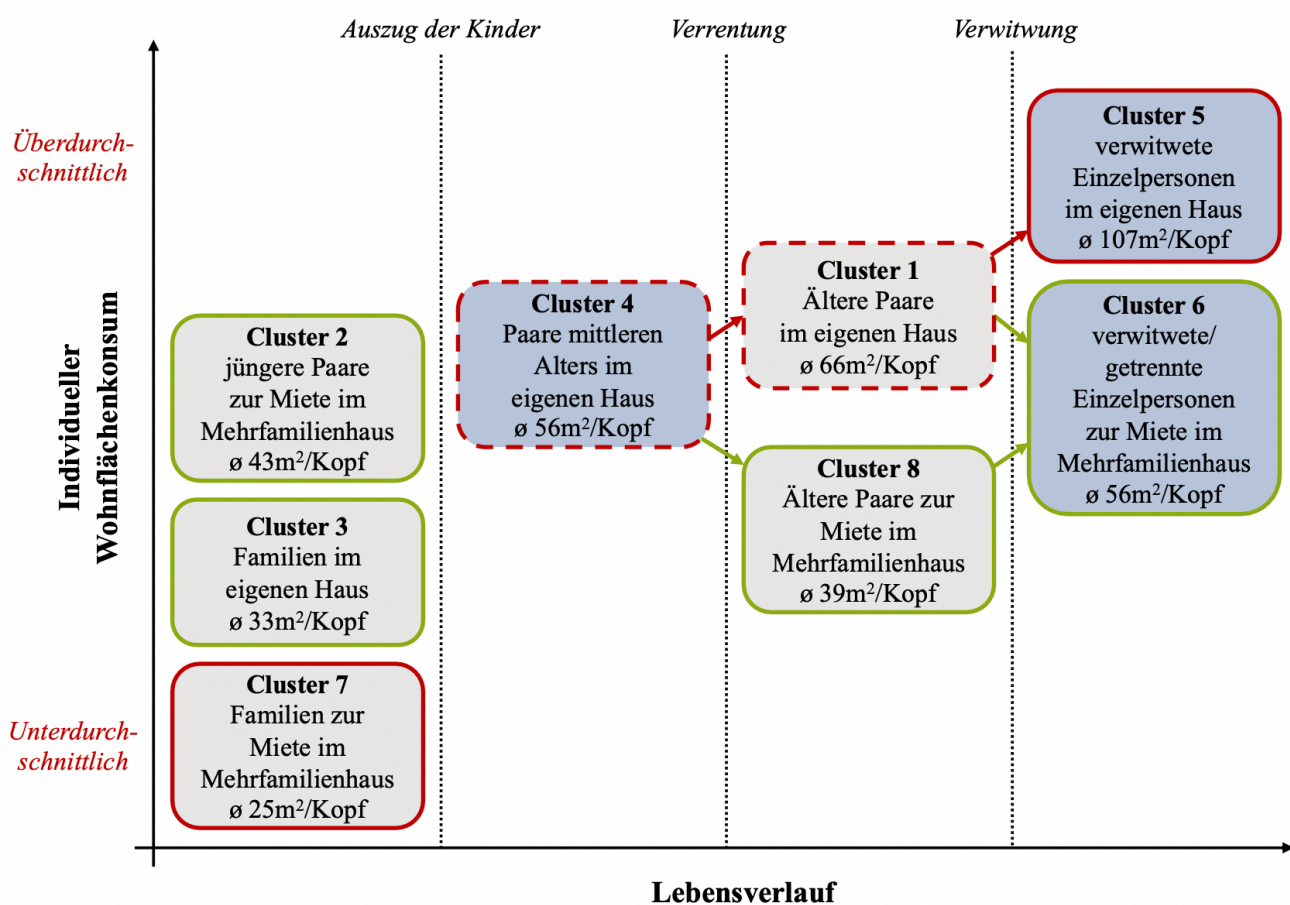 Auszug der Kinder
Verrentung
Verwitwung
Überdurch-
schnittlich
Unterdurch-
schnittlich
Individueller
Wohnflächenkonsum
Cluster 2
jüngere Paare
zur Miete im
Mehrfamilienhaus
ø 43m²/Kopf
Cluster 3
Familien im
eigenen Haus
ø 33m²/Kopf
Cluster 7
Familien zur
Miete im
Mehrfamilienhaus
ø 25m²/Kopf
Cluster 4
Paare mittleren
Alters im
eigenen Haus
ø 56m²/Kopf
Cluster 1
Ältere Paare
im eigenen Haus
ø 66m²/Kopf
Cluster 8
Ältere Paare zur
Miete im
Mehrfamilienhaus
ø 39m²/Kopf
Cluster 5
verwitwete
Einzelpersonen
im eigenen Haus
ø 107m²/Kopf
Cluster 6
verwitwete/
getrennte
Einzelpersonen
zur Miete im
Mehrfamilienhaus
ø 56m²/Kopf
Lebensverlauf